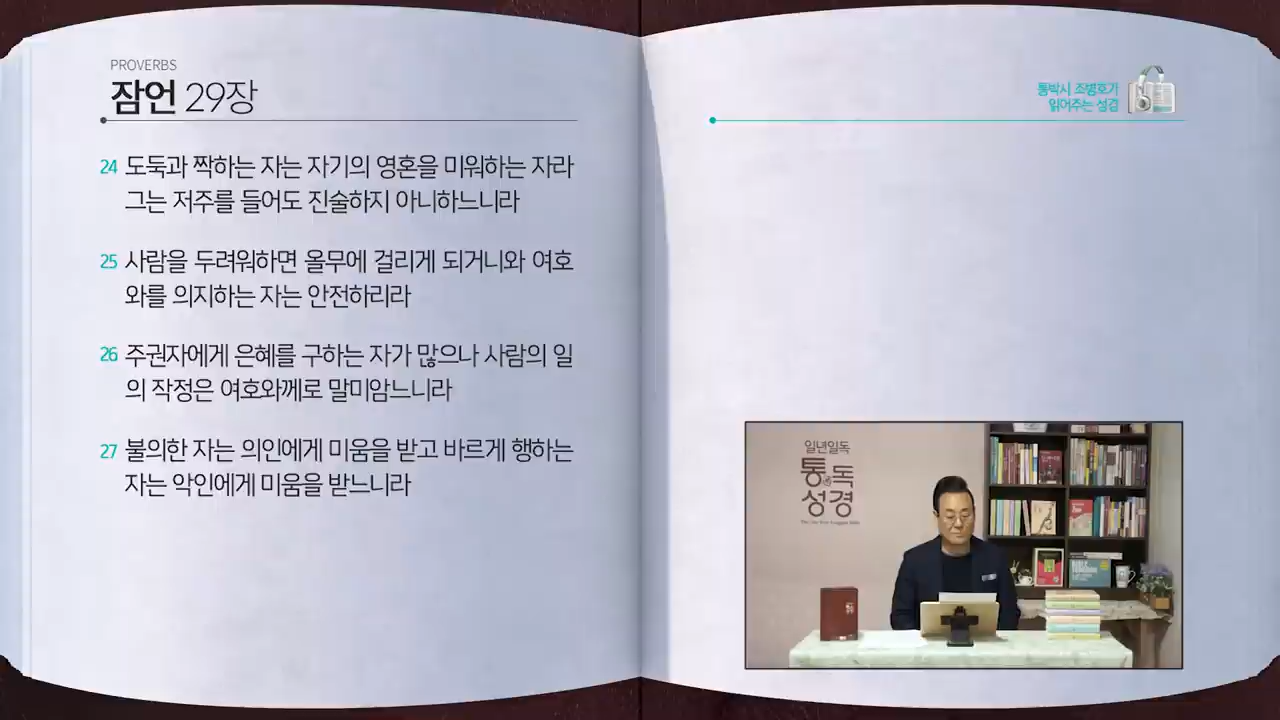 PROVERBS
잠언 29장
24 도둑과 짝하는 자는 자기의 영혼을 미워하는 자라
그는 저주를 들어도 진술하지 아니하느니라
25 사람을 두려워하면 올무에 걸리게 되거니와 여호
와를 의지하는 자는 안전하리라
26 주권자에게 은혜를 구하는 자가 많으나 사람의 일
의 작정은 여호와께로 말미암느니라
27 불의한 자는 의인에게 미움을 받고 바르게 행하는
자는 악인에게 미움을 받느니라
통박사 조병호가
읽어주는 성경
일년일독
통독
성경